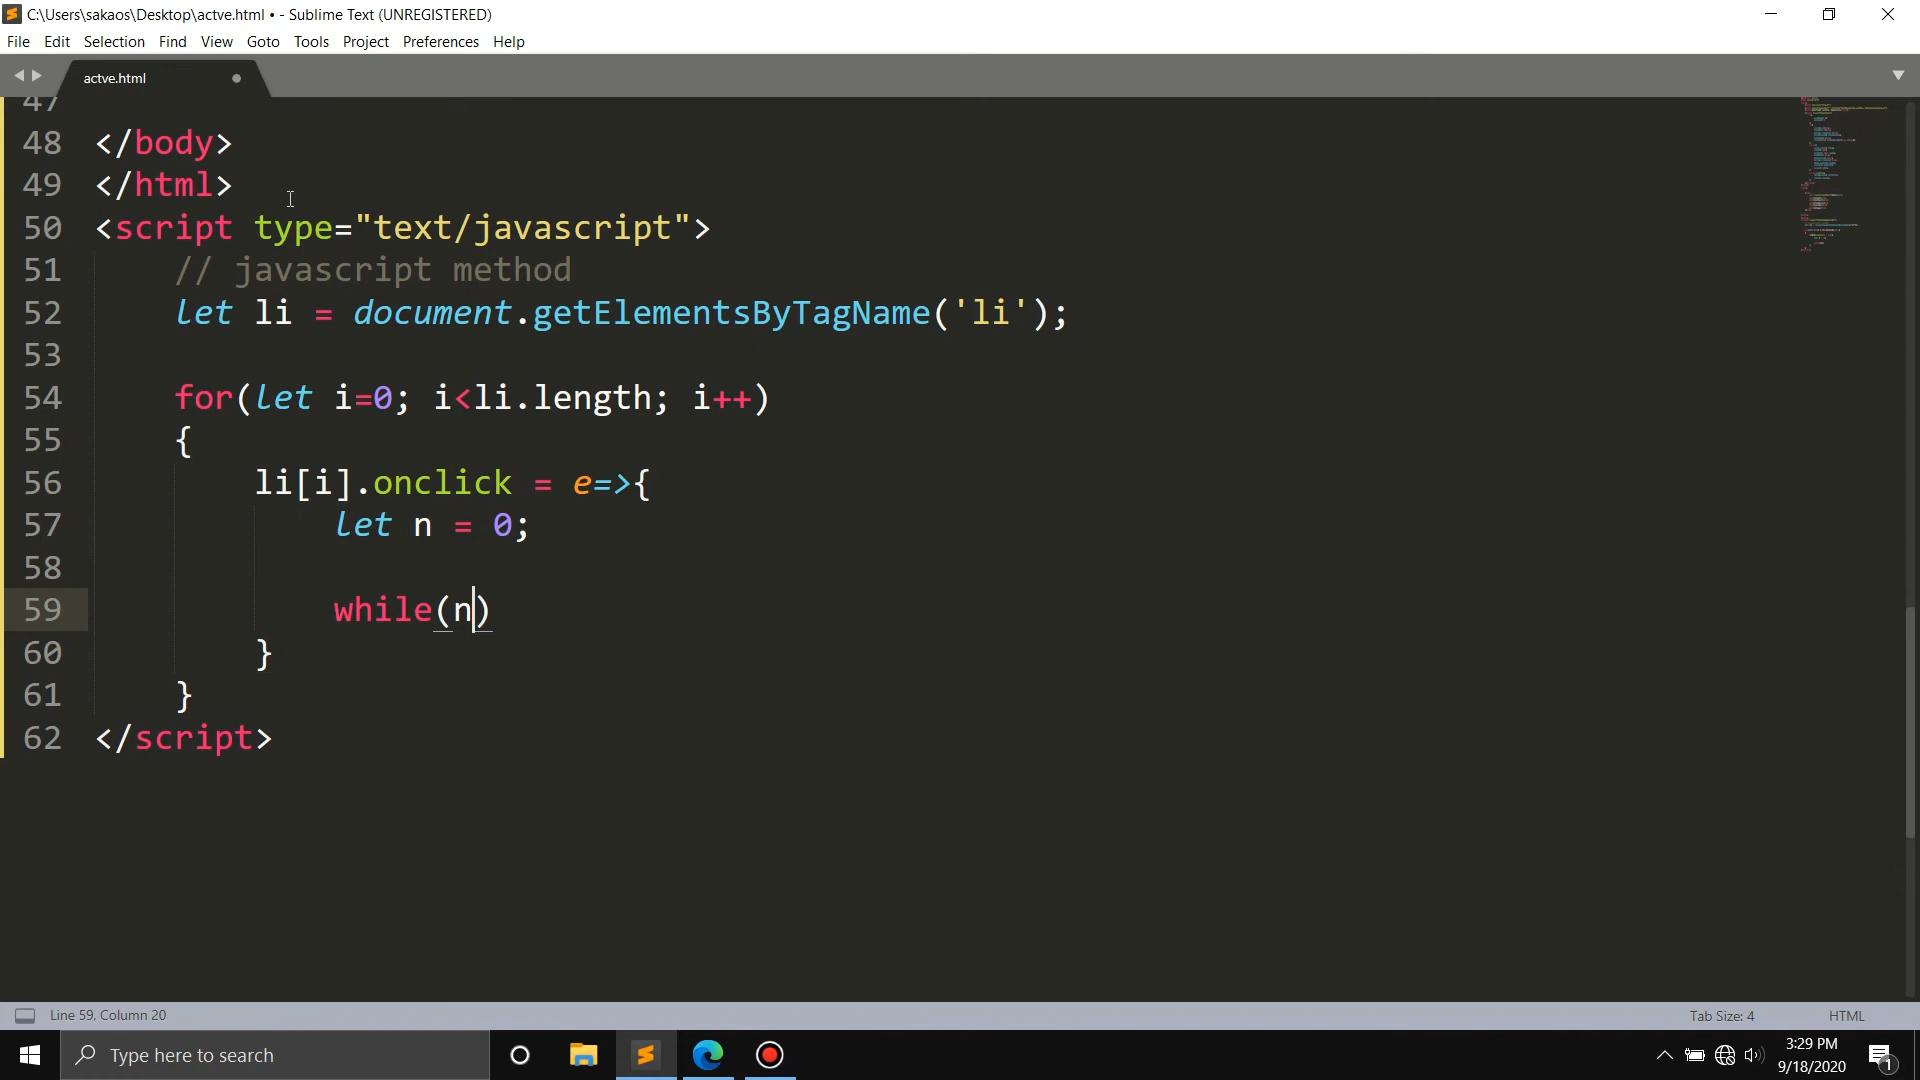 C:\Users\sakaos\Desktop\actve.html • - Sublime Text (UNREGISTERED)
File Edit Selection Find View Goto Tools Project Preferences Help
actve.html
47
48 </body>
49 </html>
50 <script type="text/javascript">
51 // javascript method
52 let li = document.getElementsByTagName('li');
53
54 for(let i=0; i<li.length; i++)
55 {
56 li[i].onclick = e=>{
57 let n = 0;
58
59 while(n)
60 }
61 }
62 </script>
Line 59, Column 20 Tab Size: 4 HTML
Type here to search
3:29 PM
9/18/2020
1